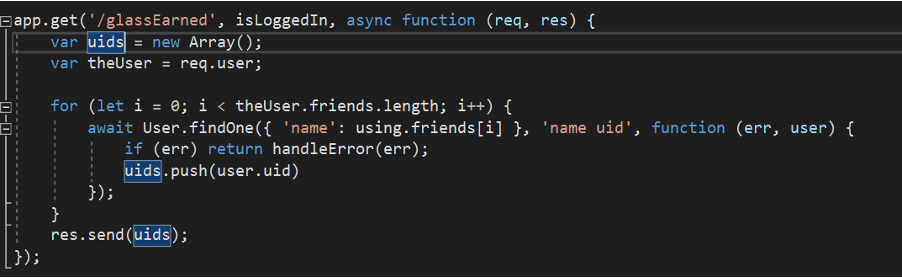 app.get('/glassEarned', isLoggedIn, async function (req, res) {
    var uids = new Array();
    var theUser = req.user;

    for (let i = 0; i < theUser.friends.length; i++) {
        await User.findOne({ 'name': using.friends[i] }, 'name uid', function (err, user) {
            if (err) return handleError(err);
            uids.push(user.uid)
        });
    }
    res.send(uids);
});